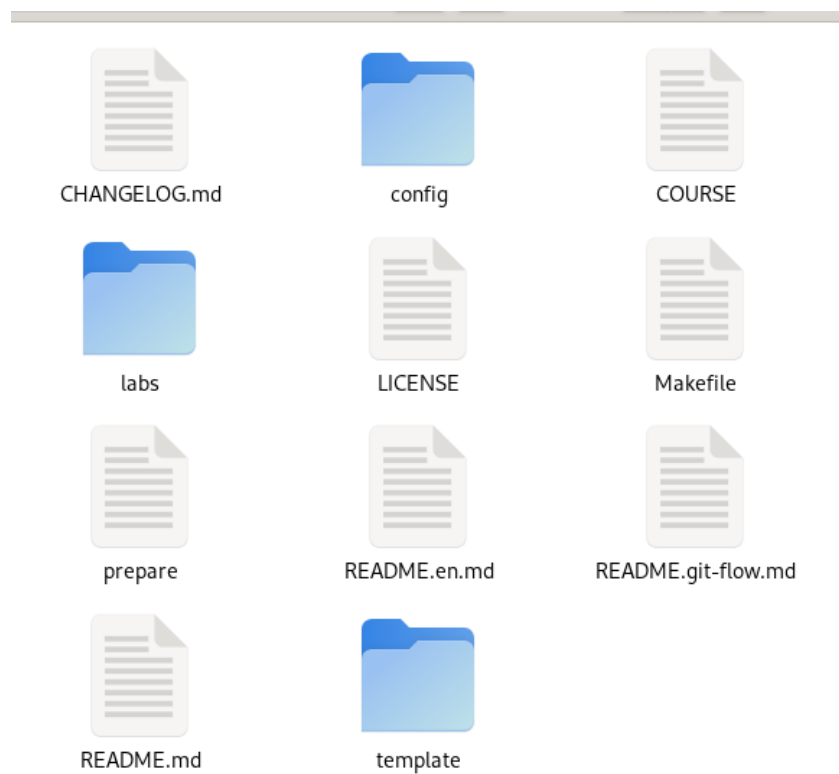 CHANGELOG.md
config
COURSE
labs
LICENSE
Makefile
prepare
README.en.md
README.git-flow.md
README.md
template